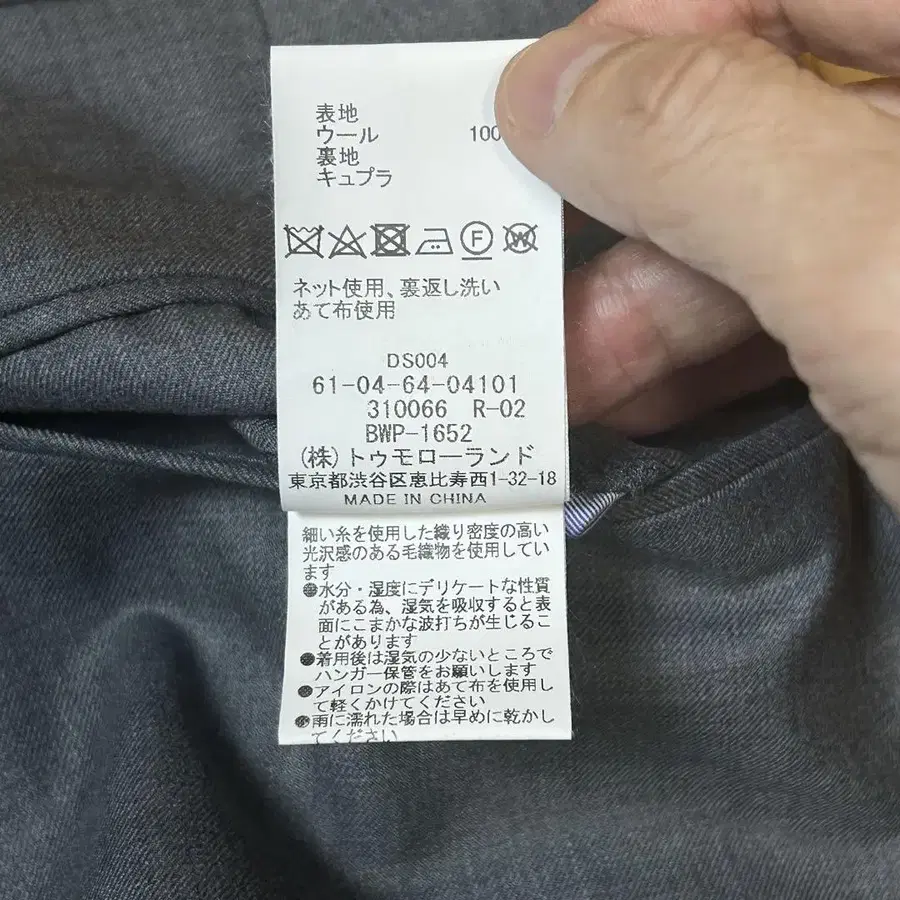 表地
ウール 100
裏地
キュプラ
F W
ネット使用、裏返し洗い
あて布使用
DS004
61-04-64-04101
310066 R-02
BWP-1652
(株)トゥモローランド
東京都渋谷区恵比寿西1-32-18
MADE IN CHINA
細い糸を使用した織り密度の高い
光沢感のある毛織物を使用してい
ます
●水分・湿度にデリケートな性質
がある為、湿気を吸収すると表
面にこまかな波打ちが生じるこ
とがあります
●着用後は湿気の少ないところで
ハンガー保管をお願いします
●アイロンの際はあて布を使用し
て軽くかけてください
●雨に濡れた場合は早めに乾かし
てください